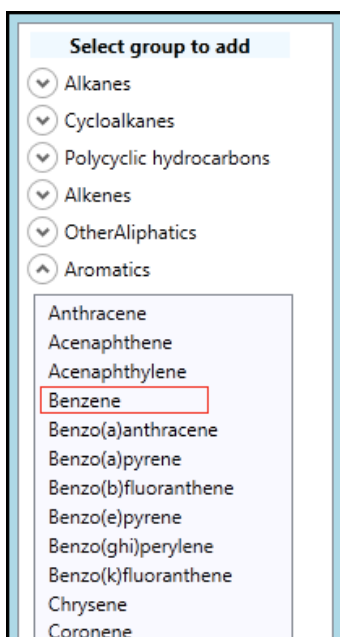 Select group to add
Alkanes
Cycloalkanes
Polycyclic hydrocarbons
Alkenes
OtherAliphatics
Aromatics
Anthracene
Acenaphthene
Acenaphthylene
Benzene
Benzo(a)anthracene
Benzo(a)pyrene
Benzo(b)fluoranthene
Benzo(e)pyrene
Benzo(ghi)perylene
Benzo(k)fluoranthene
Chrysene
Coronene